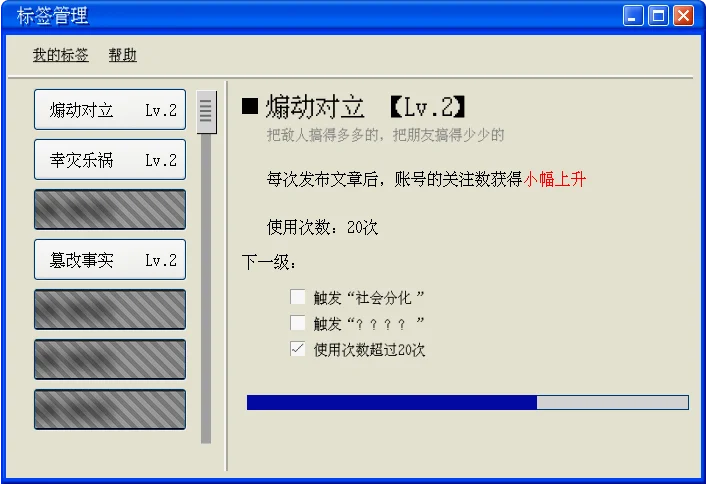 标签管理
我的标签 帮助
煽动对立 Lv.2
幸灾乐祸 Lv.2
篡改事实 Lv.2
■ 煽动对立 【Lv.2】
把敌人搞得多多的，把朋友搞得少少的
每次发布文章后，账号的关注数获得小幅上升
使用次数：20次
下一级：
触发“社会分化 ”
触发“？？？？ ”
使用次数超过20次